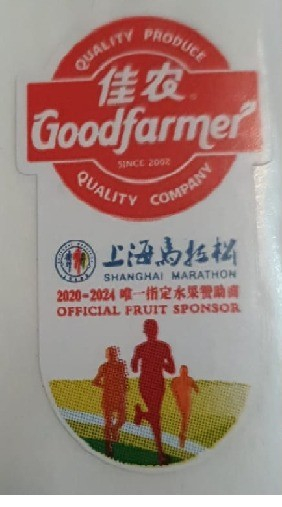 QUALITY PRODUCE
佳农
Goodfarmer
SINCE 2002
QUALITY COMPANY
上海马拉松
SHANGHAI MARATHON
2020-2024 唯一指定水果赞助商
OFFICIAL FRUIT SPONSOR